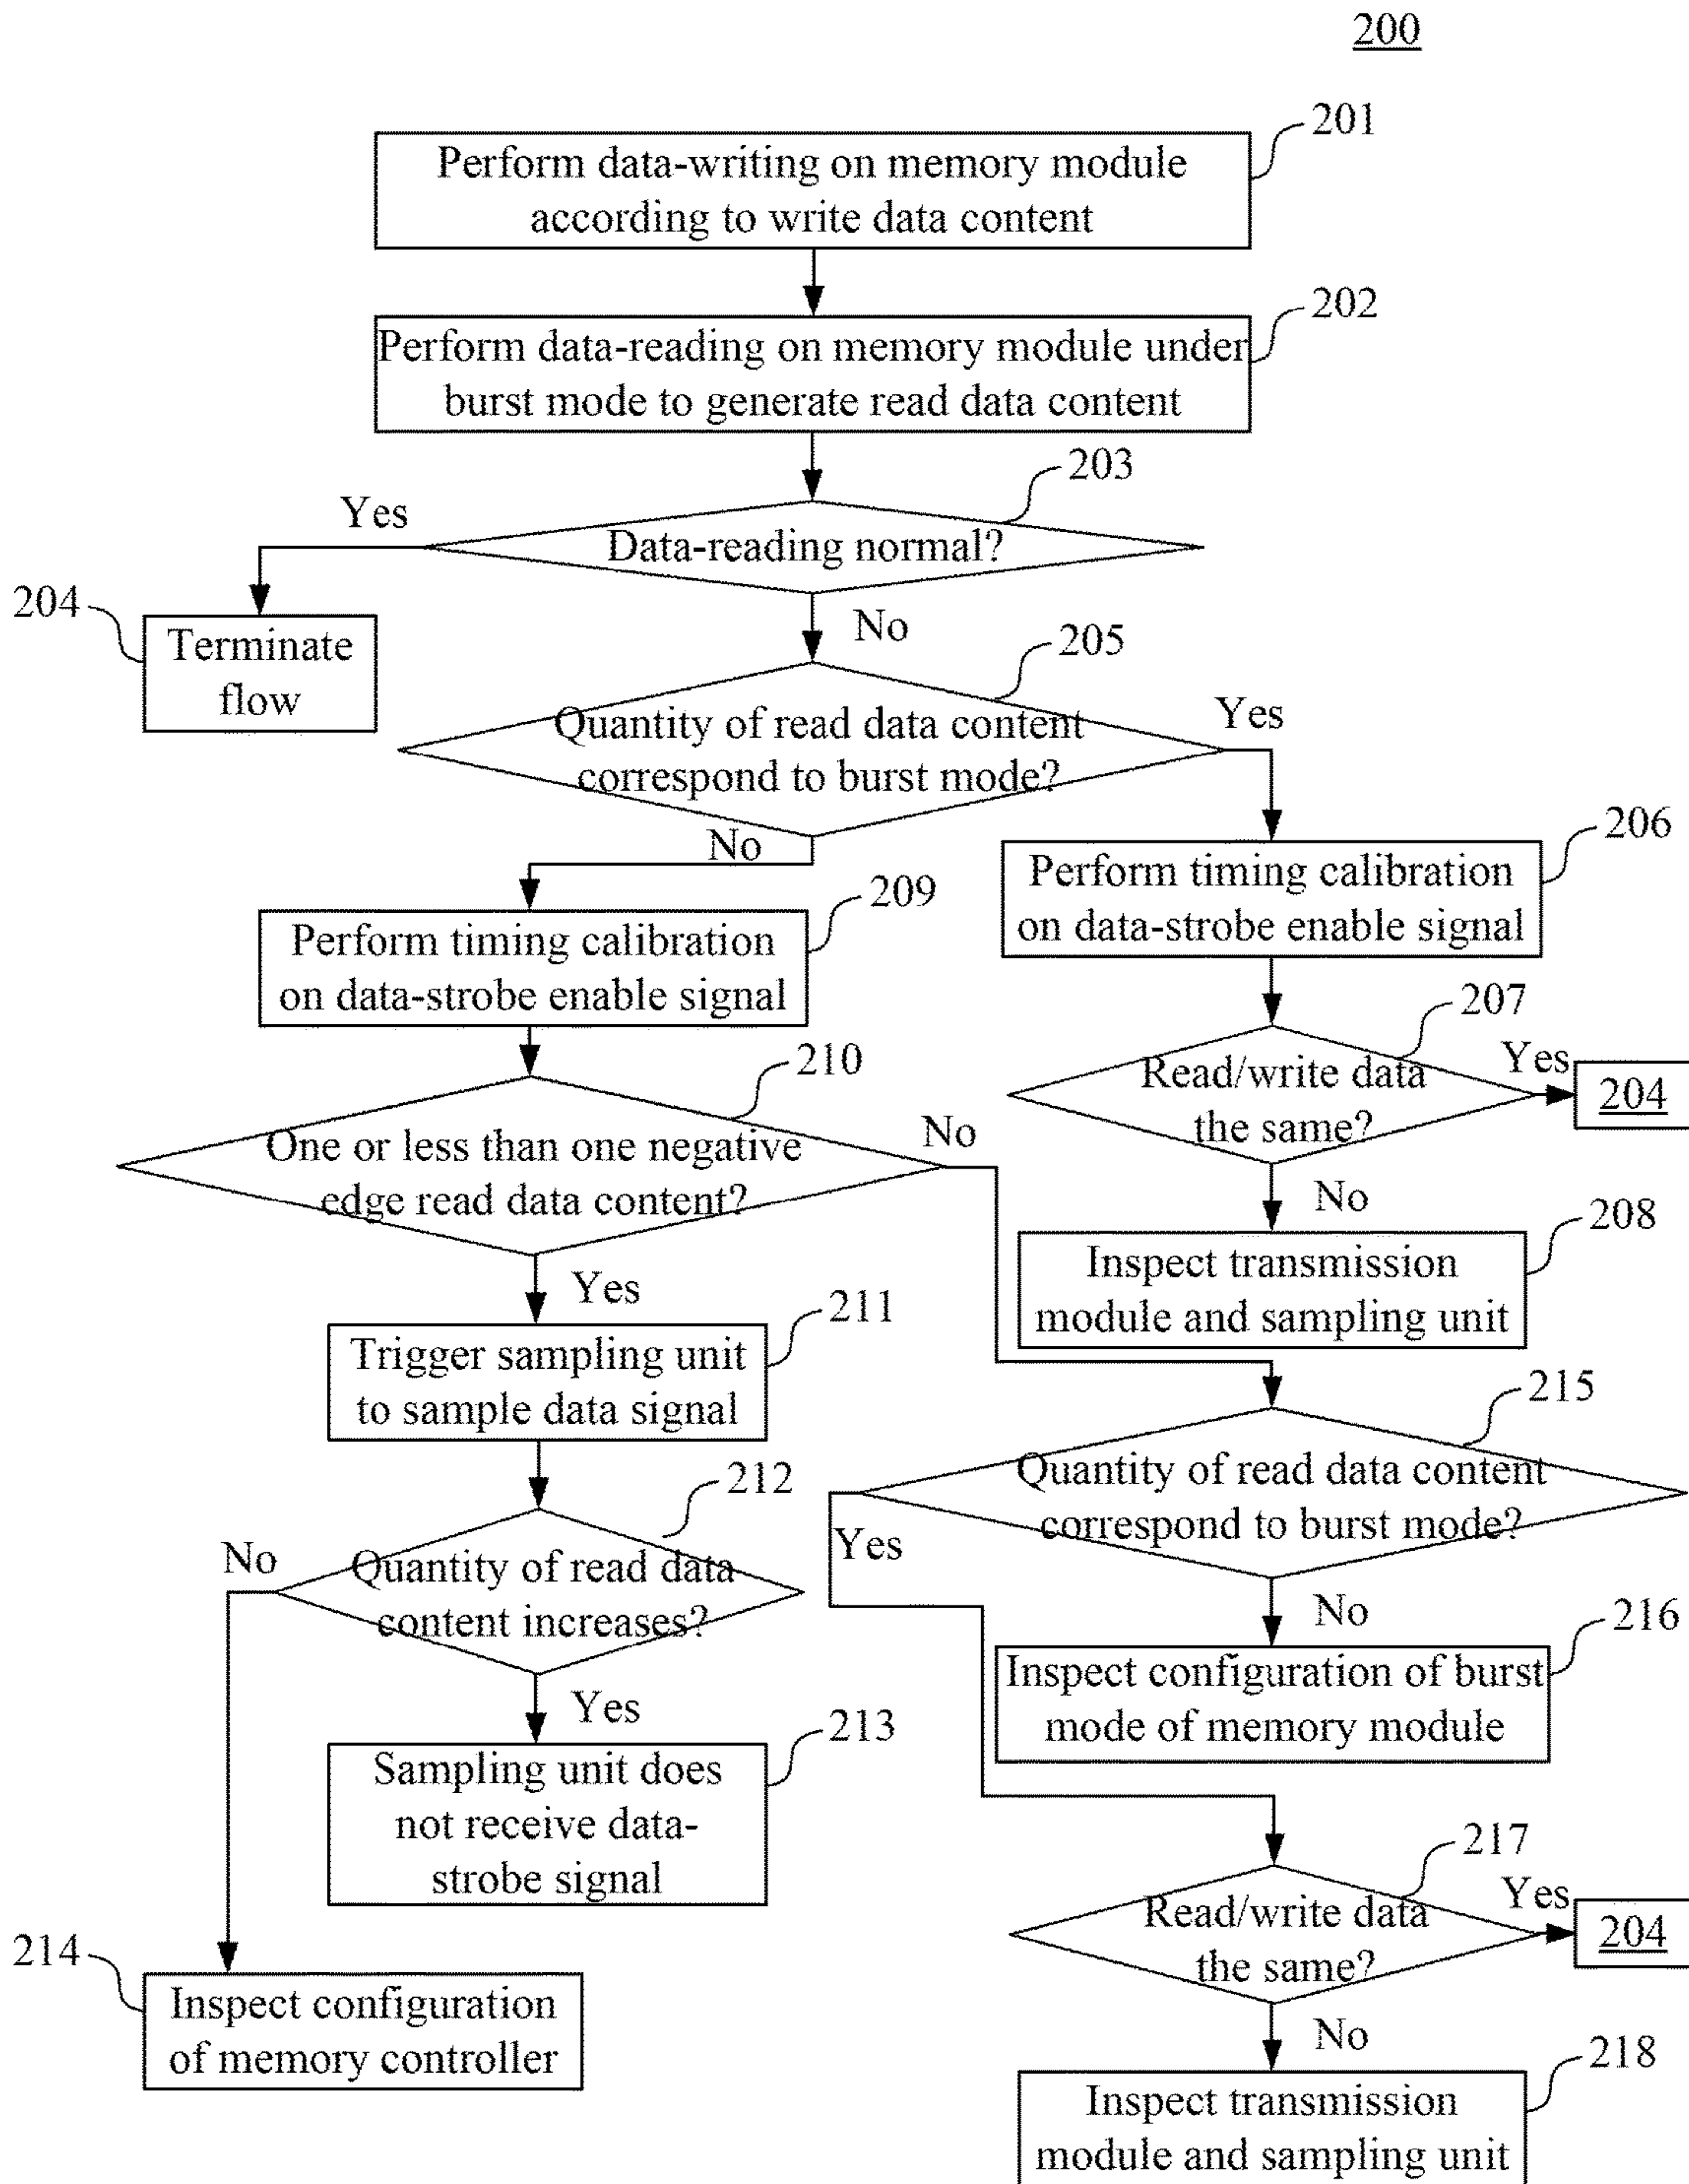 200
201
Perform data-writing on memory module
according to write data content
202
Perform data-reading on memory module under
burst mode to generate read data content
203
Yes
Data-reading normal?
204
Terminate
flow
No
205
Quantity of read data content
correspond to burst mode?
Yes
No
206
Perform timing calibration
on data-strobe enable signal
209
Perform timing calibration
on data-strobe enable signal
207
Read/write data
the same?
Yes
204
210
One or less than one negative
edge read data content?
No
No
208
Inspect transmission
module and sampling unit
Yes
211
Trigger sampling unit
to sample data signal
215
Quantity of read data content
correspond to burst mode?
Yes
212
No
Quantity of read data
content increases?
No
216
Inspect configuration of burst
mode of memory module
Yes
213
Sampling unit does
not receive data-
strobe signal
217
Read/write data
the same?
Yes
204
214
Inspect configuration
of memory controller
No
218
Inspect transmission
module and sampling unit